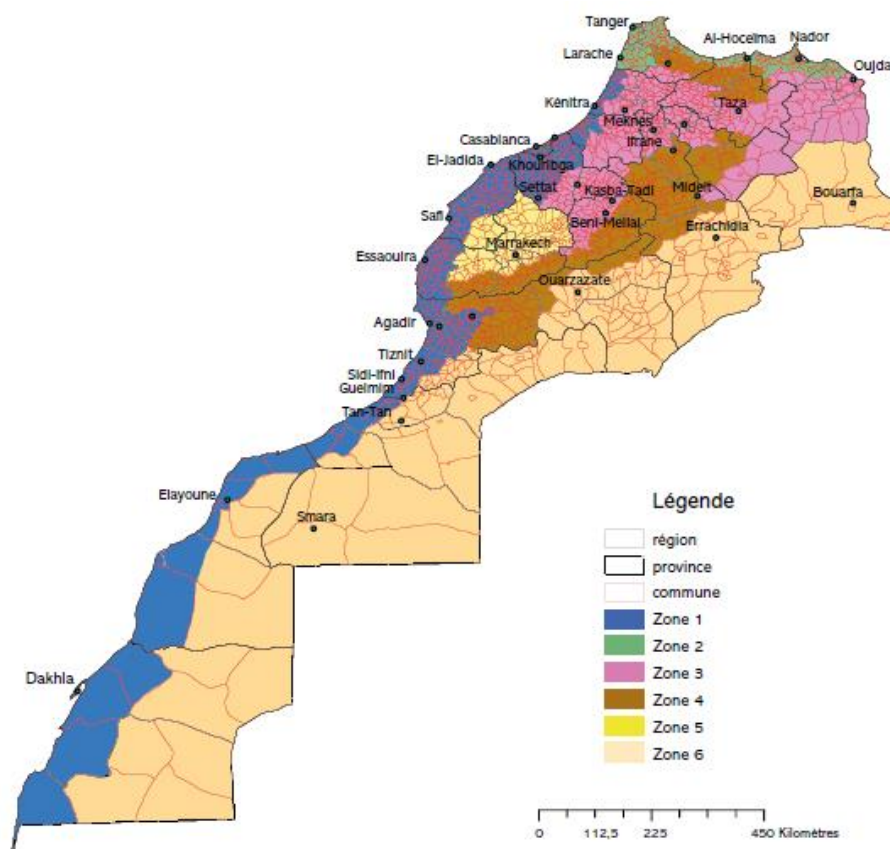 Tanger
Al-Hoceima
Nador
Larache
Oujda
Kénitra
Taza
Meknes
Casablanca
Ifrane
El-Jadida
Khouribga
Settat
Kasba-Tadl
Midelt
Bouarfa
Safi
Beni-Mellal
Errachidia
Marrakech
Essaouira
Ouarzazate
Agadir
Tiznit
Sidi-Ifni
Guelmim
Tan-Tan
Elayoune
Smara
Dakhla
Légende
région
province
commune
Zone 1
Zone 2
Zone 3
Zone 4
Zone 5
Zone 6
0 112,5 225 450 Kilomètres